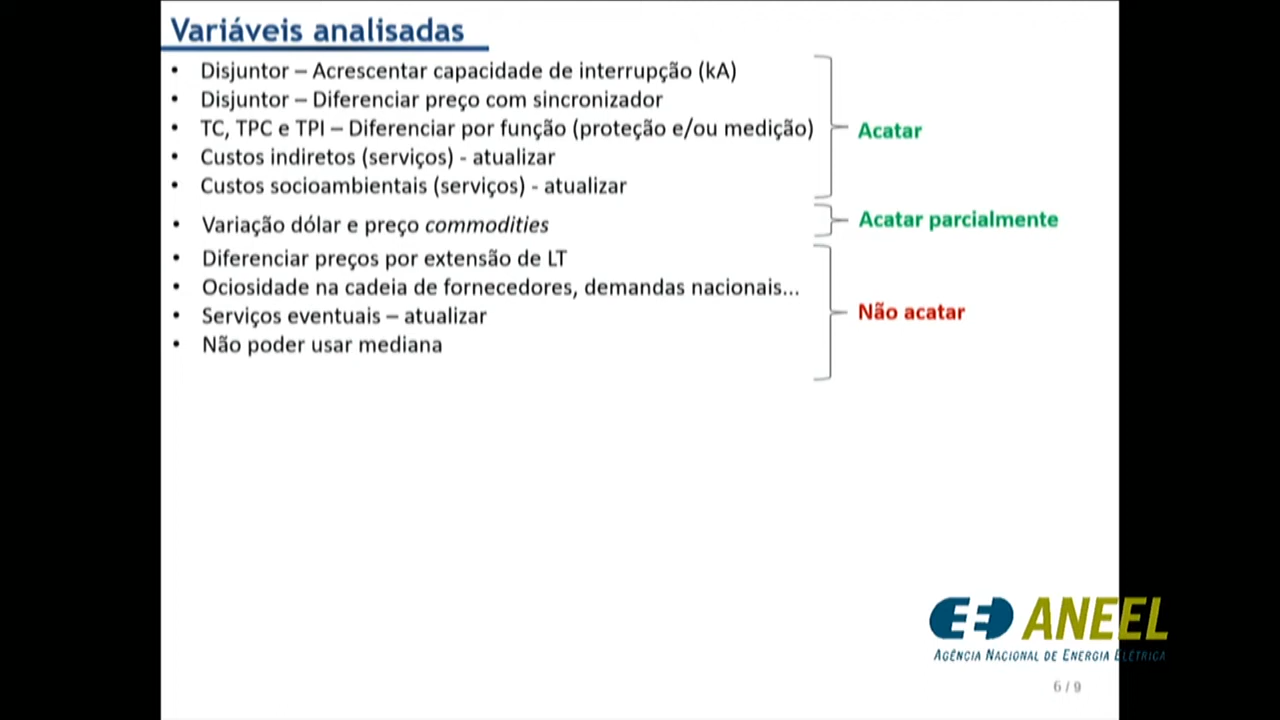 Variáveis analisadas
• Disjuntor – Acrescentar capacidade de interrupção (kA)
• Disjuntor – Diferenciar preço com sincronizador
• TC, TPC e TPI – Diferenciar por função (proteção e/ou medição)
• Custos indiretos (serviços) - atualizar
• Custos socioambientais (serviços) - atualizar
Acatar
• Variação dólar e preço commodities
Acatar parcialmente
• Diferenciar preços por extensão de LT
• Ociosidade na cadeia de fornecedores, demandas nacionais...
• Serviços eventuais – atualizar
• Não poder usar mediana
Não acatar
ANEEL
AGÊNCIA NACIONAL DE ENERGIA ELÉTRICA
6 / 9